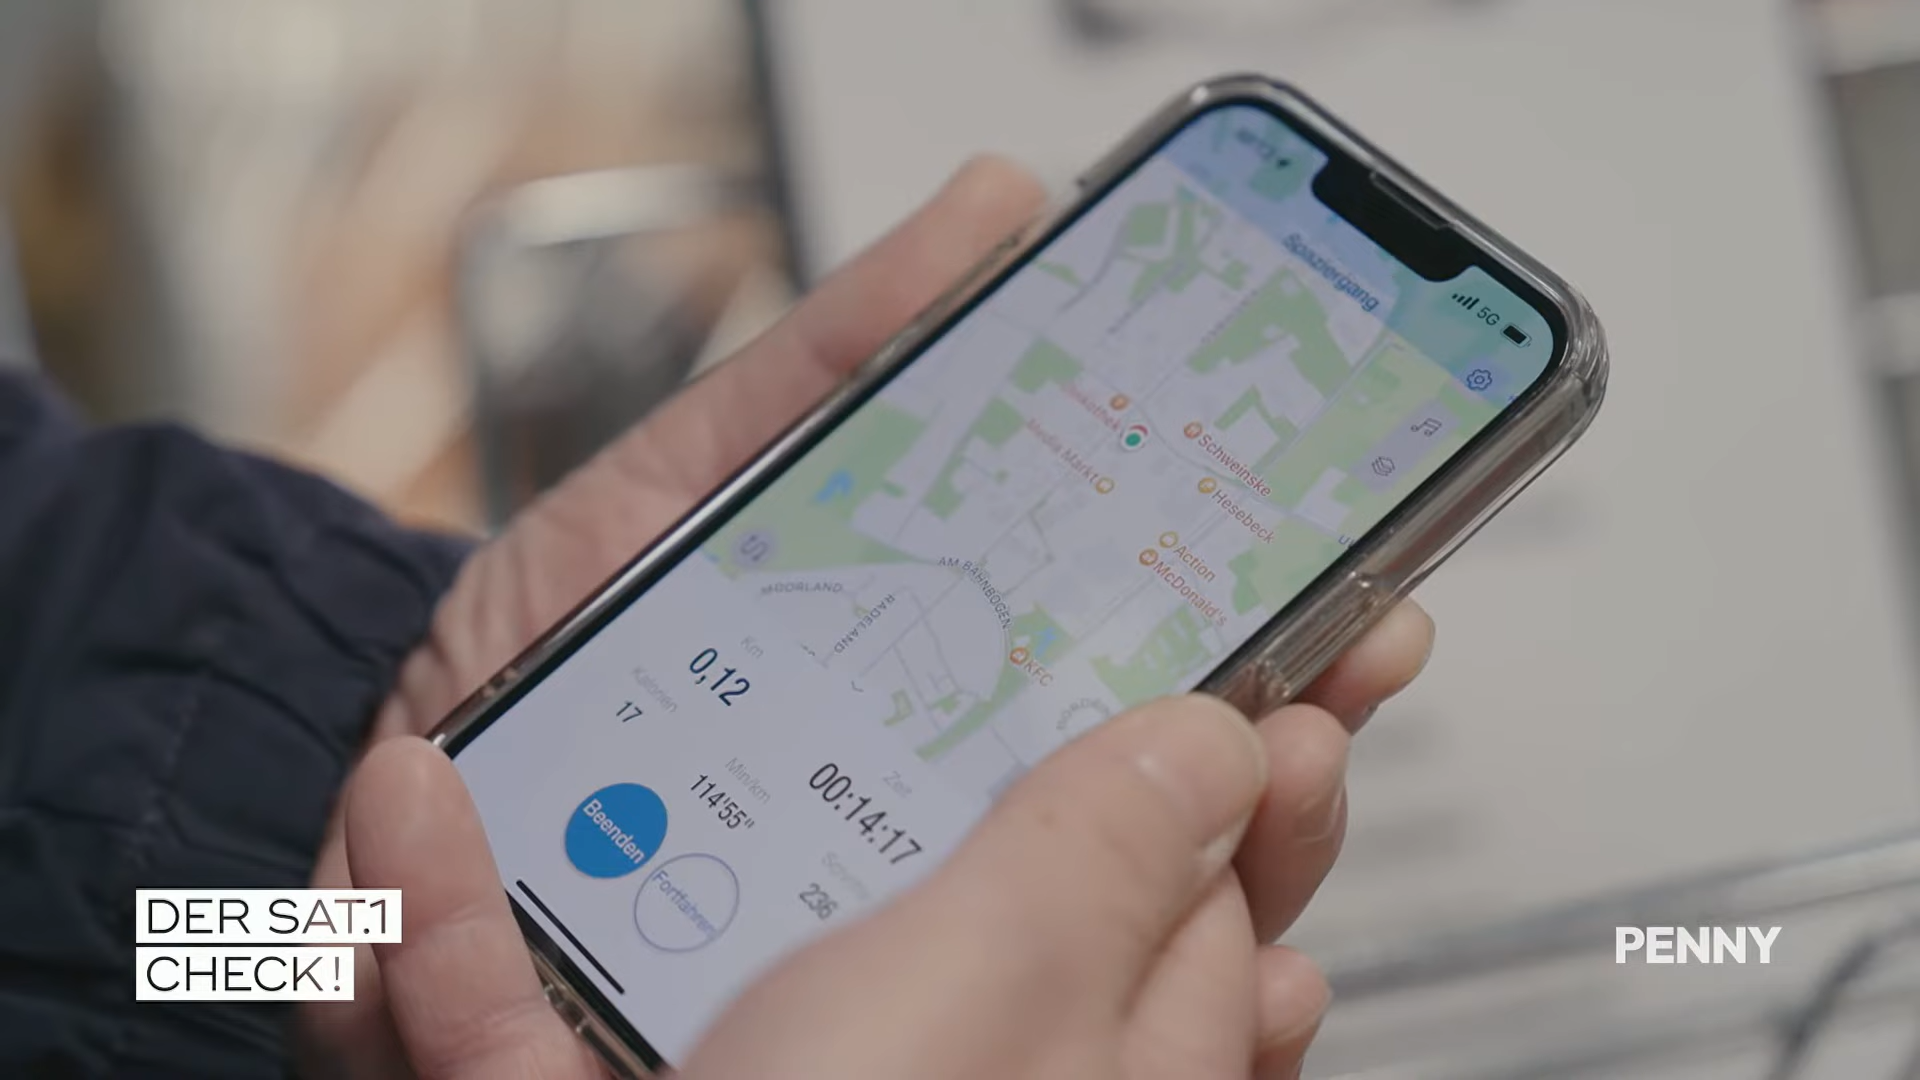 Spaziergang
5G
Schweinske
Media Markt
Hesebeck
Action
McDonald's
AM BAHNBOGEN
MOORLAND
RADELAND
KFC
Km
0,12
Kalorien
17
Zeit
00:14:17
Min/km
114'55"
236
Beenden
Fortfahren
DER SAT.1
CHECK!
PENNY